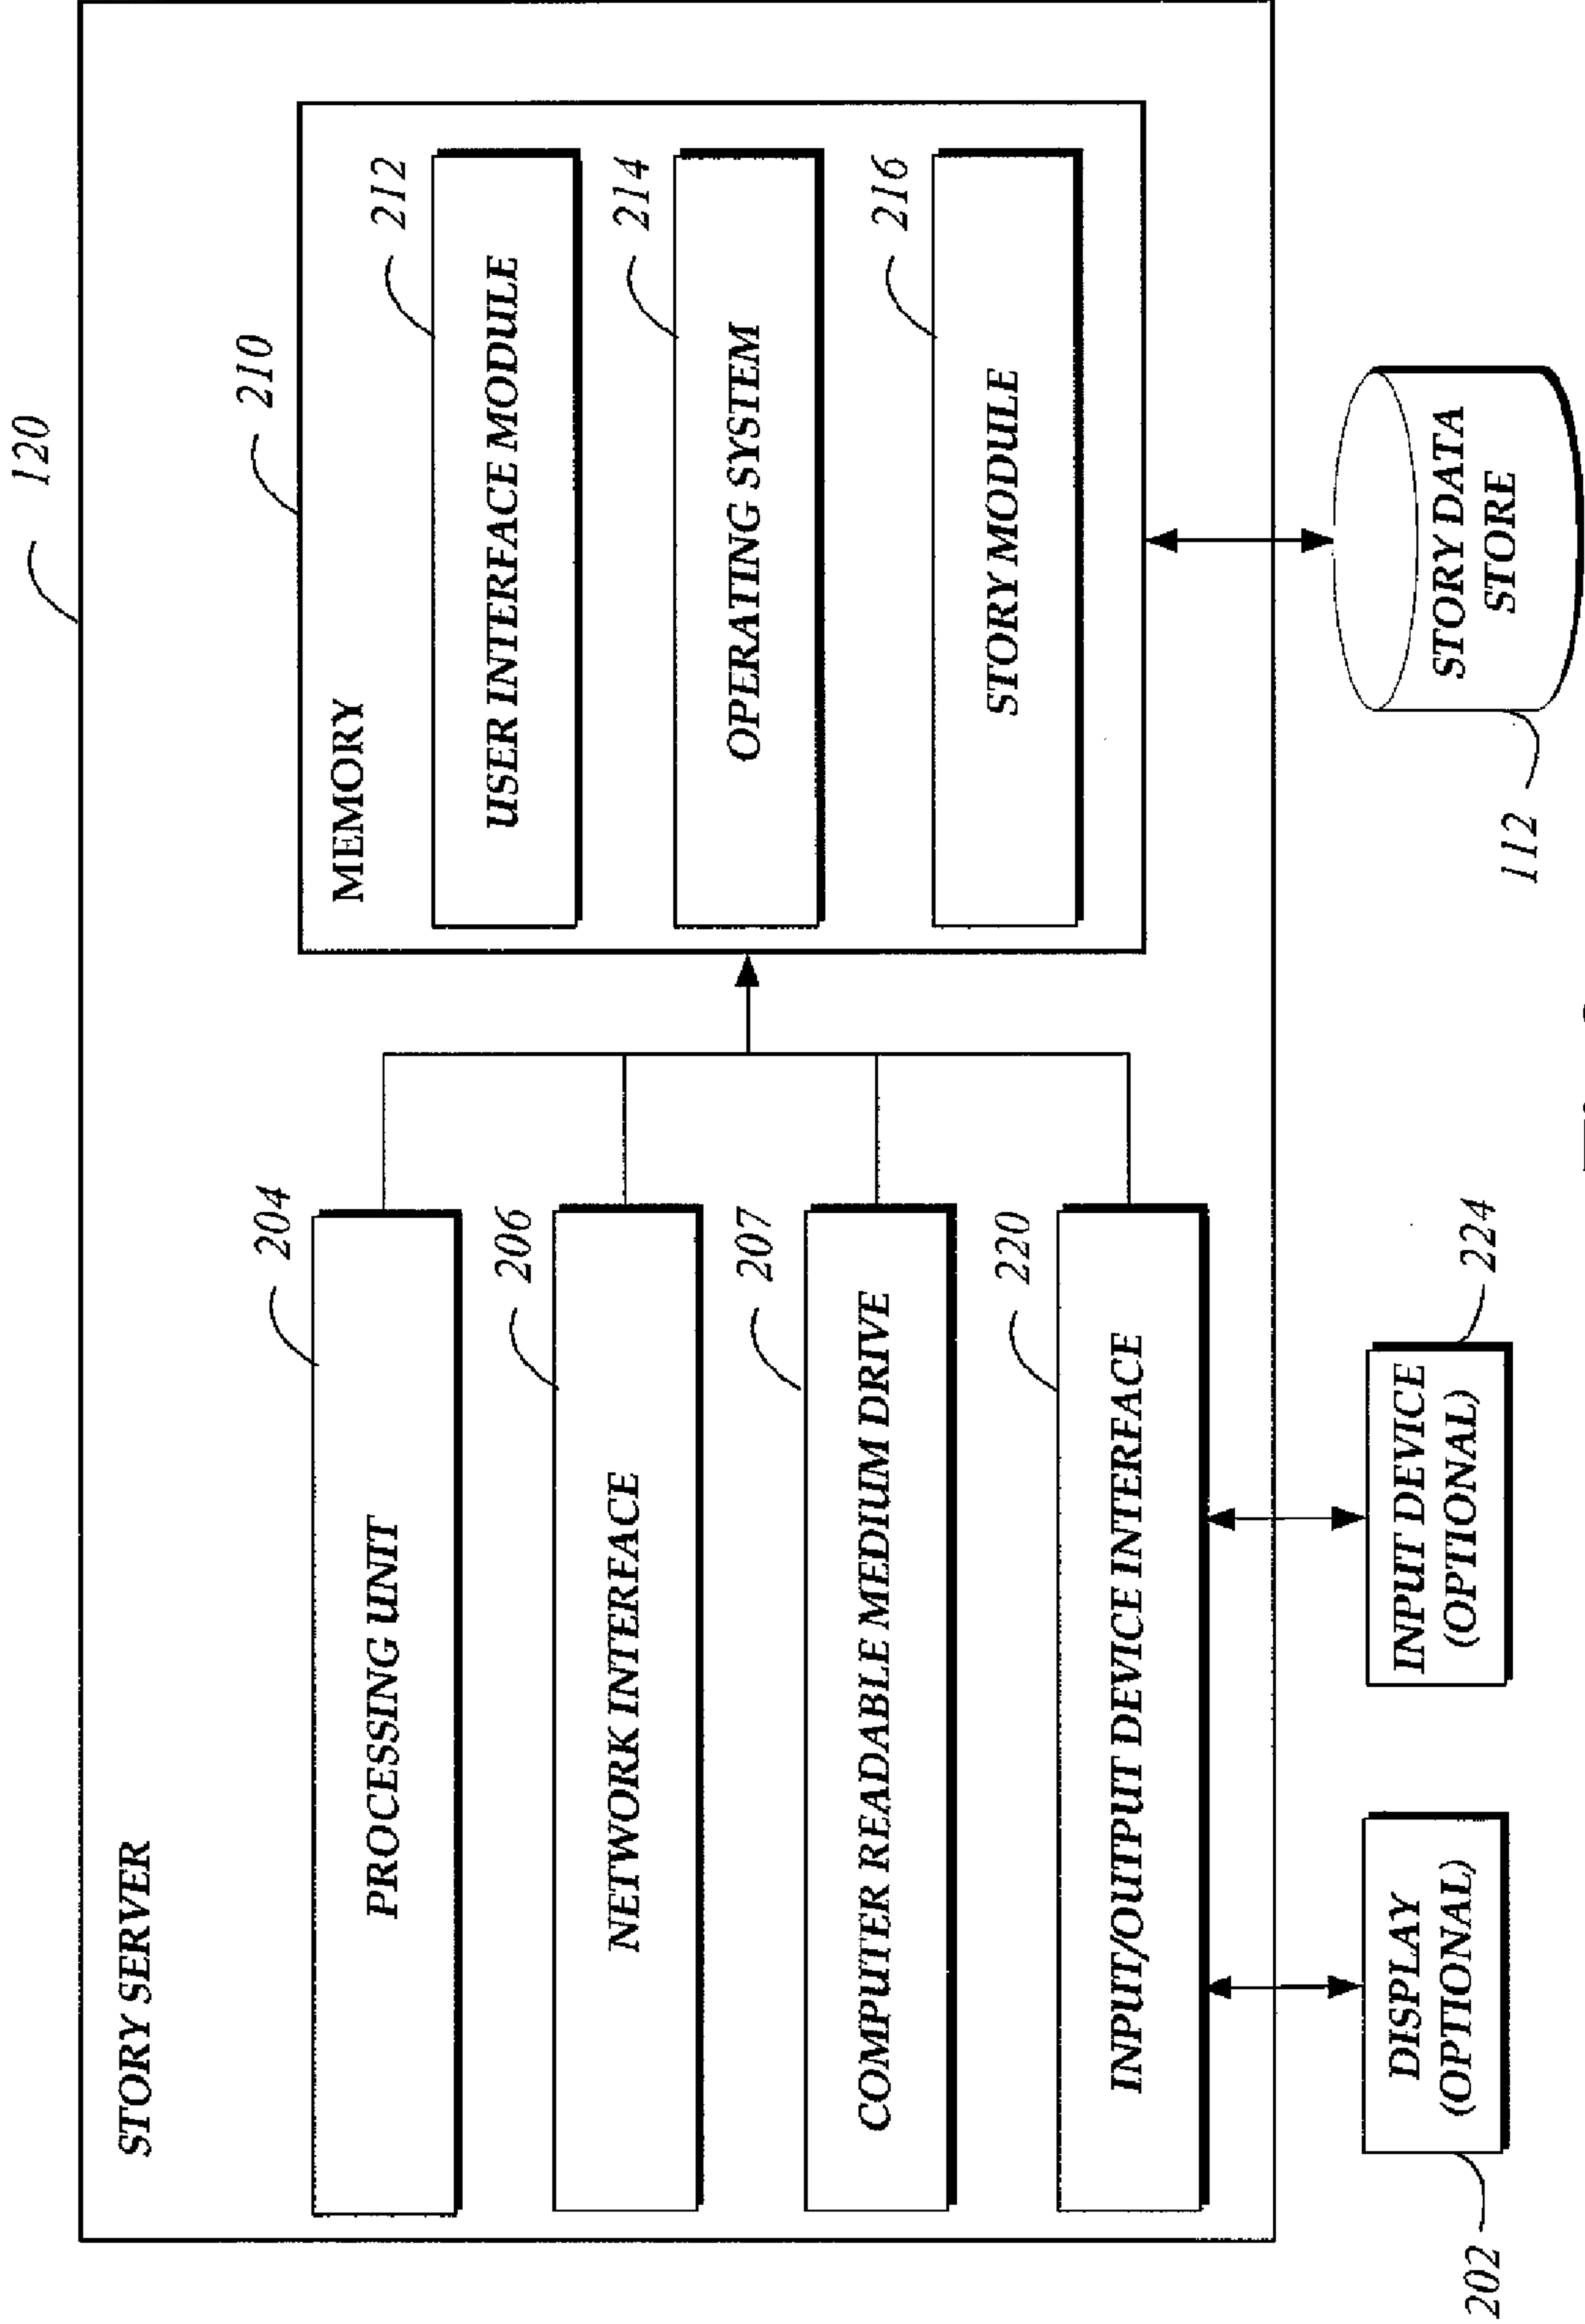 120
STORY SERVER
204
PROCESSING UNIT
206
NETWORK INTERFACE
207
COMPUTER READABLE MEDIUM DRIVE
220
INPUT/OUTPUT DEVICE INTERFACE
210
MEMORY
212
USER INTERFACE MODULE
214
OPERATING SYSTEM
216
STORY MODULE
202
DISPLAY
(OPTIONAL)
INPUT DEVICE
(OPTIONAL)
224
112
STORY DATA
STORE